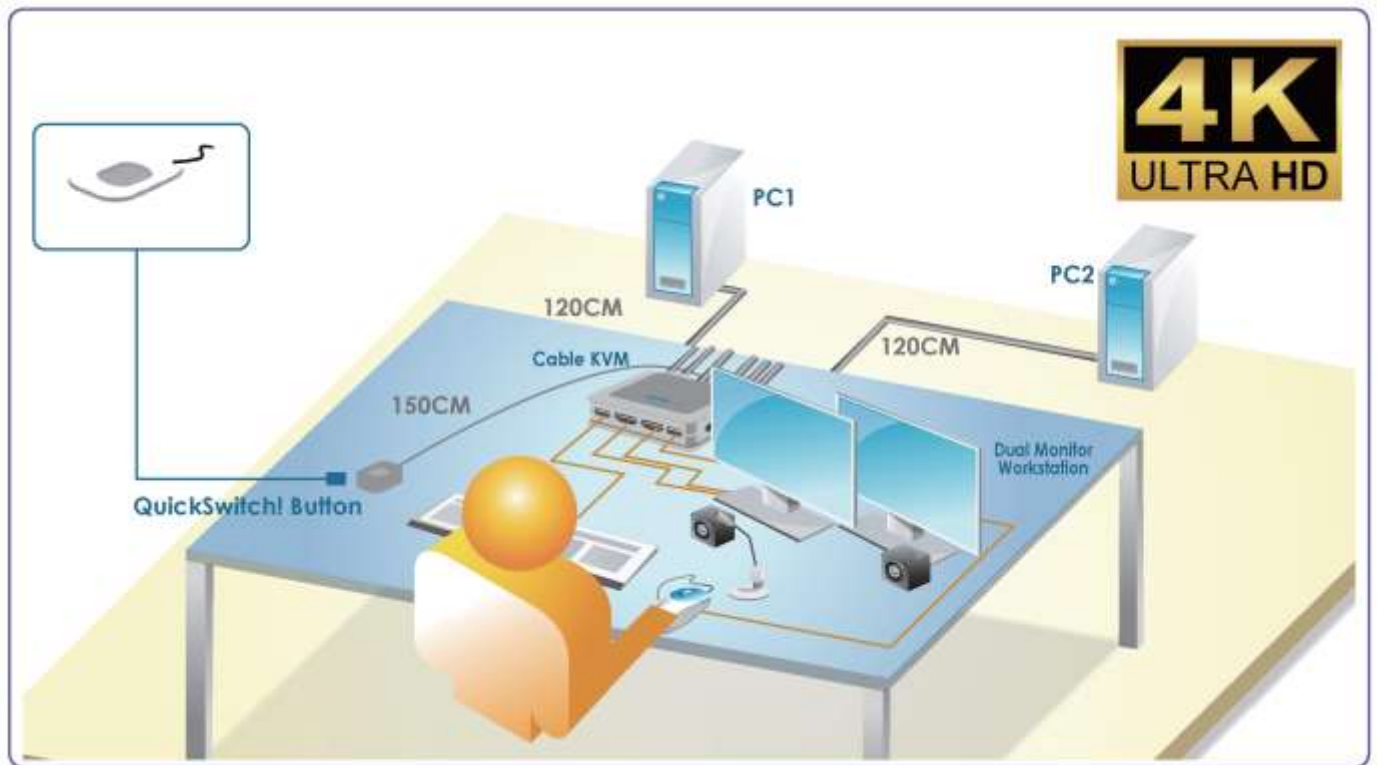 4K
ULTRA HD
PC1
PC2
120CM
120CM
Cable KVM
150CM
Dual Monitor
Workstation
QuickSwitch! Button